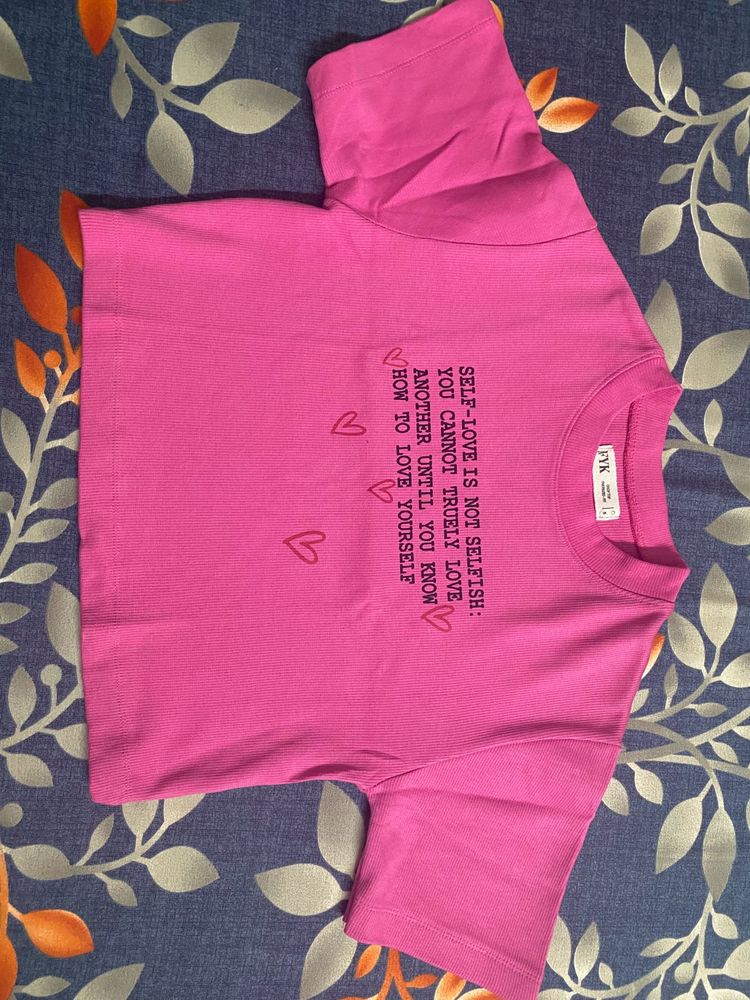 SELF-LOVE IS NOT SELFISH:
YOU CANNOT TRUELY LOVE
ANOTHER UNTIL YOU KNOW
HOW TO LOVE YOURSELF
FYK